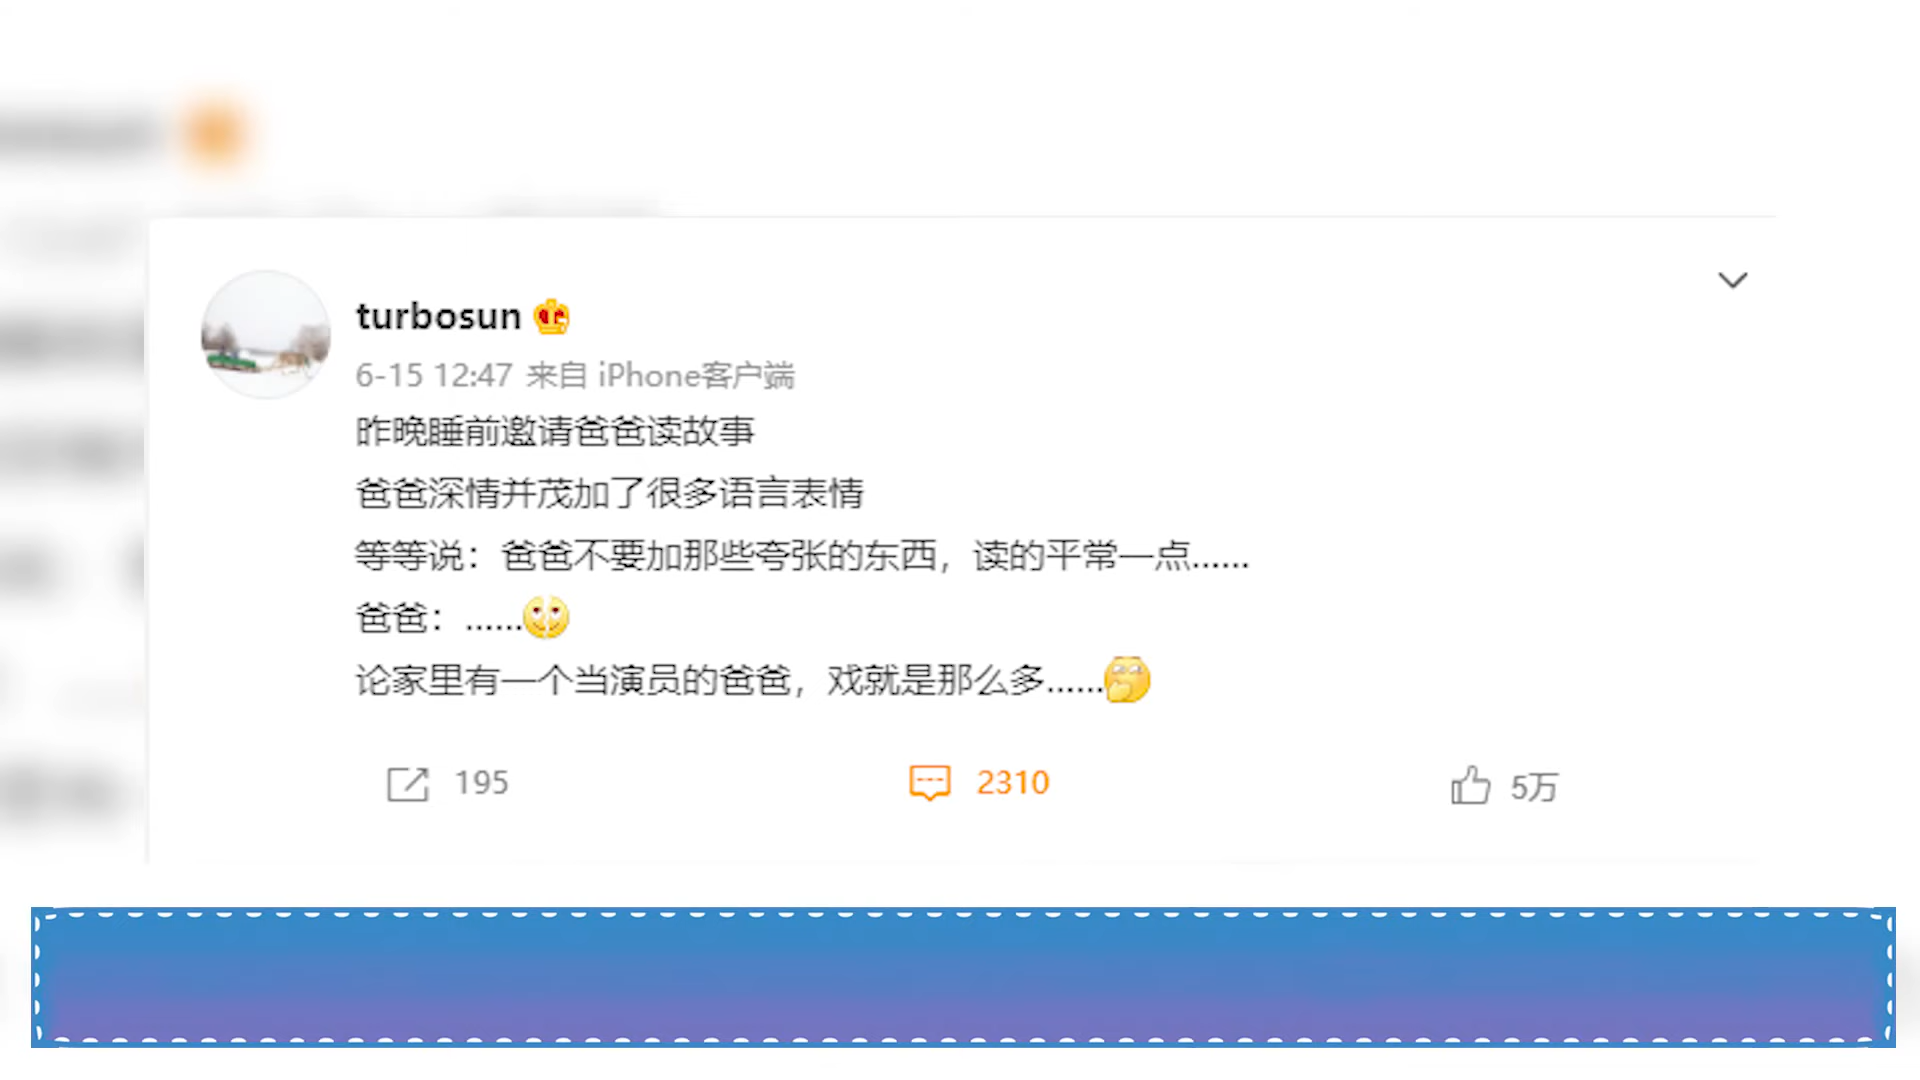 turbosun
6-15 12:47 来自 iPhone客户端
昨晚睡前邀请爸爸读故事
爸爸深情并茂加了很多语言表情
等等说：爸爸不要加那些夸张的东西，读的平常一点......
爸爸：......
论家里有一个当演员的爸爸，戏就是那么多......
195
2310
5万